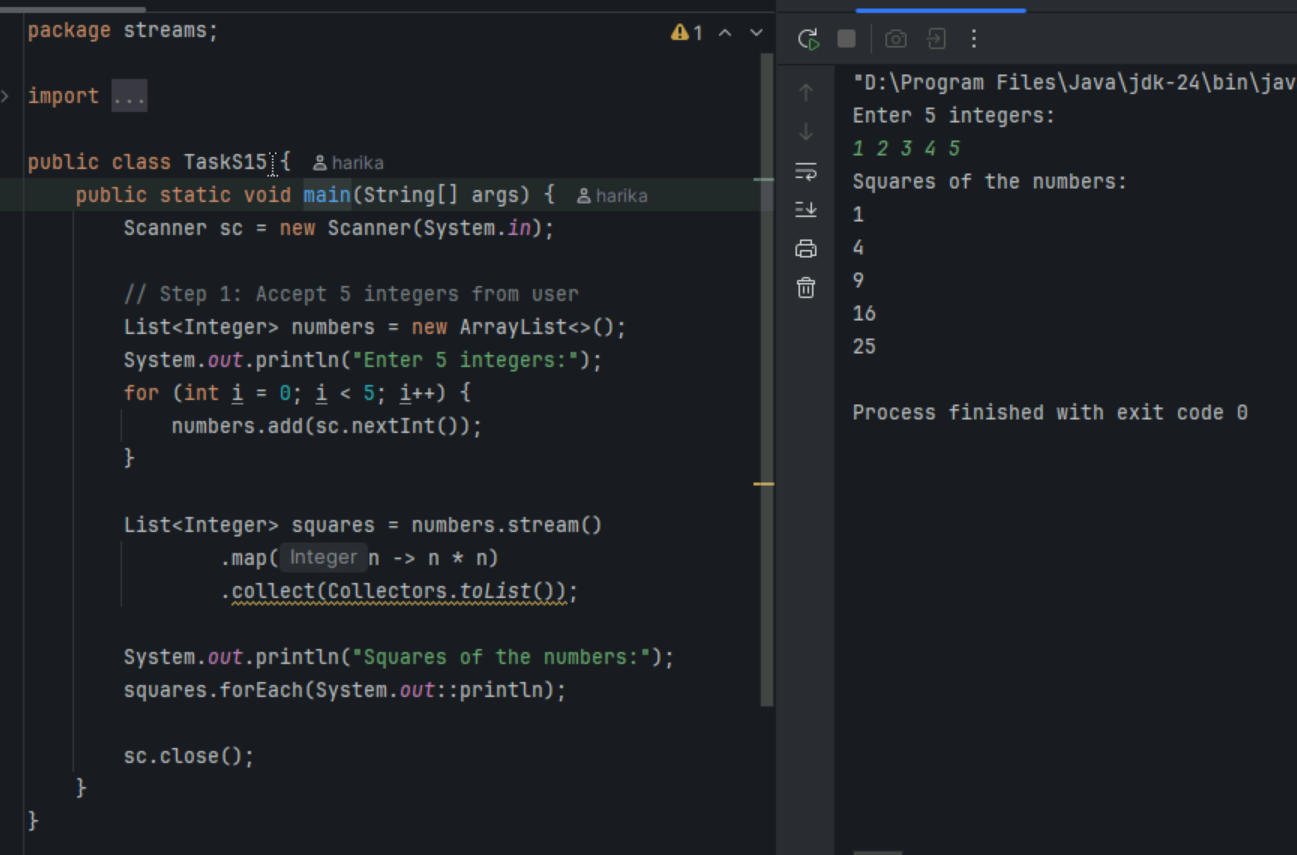 package streams;
1
import ...
public class TaskS15 { harika
public static void main(String[] args) { harika
Scanner sc = new Scanner(System.in);
// Step 1: Accept 5 integers from user
List<Integer> numbers = new ArrayList<>();
System.out.println("Enter 5 integers:");
for (int i = 0; i < 5; i++) {
numbers.add(sc.nextInt());
}
List<Integer> squares = numbers.stream()
.map( Integer n -> n * n)
.collect(Collectors.toList());
System.out.println("Squares of the numbers:");
squares.forEach(System.out::println);
sc.close();
}
}
"D:\Program Files\Java\jdk-24\bin\jav
Enter 5 integers:
1 2 3 4 5
Squares of the numbers:
1
4
9
16
25
Process finished with exit code 0